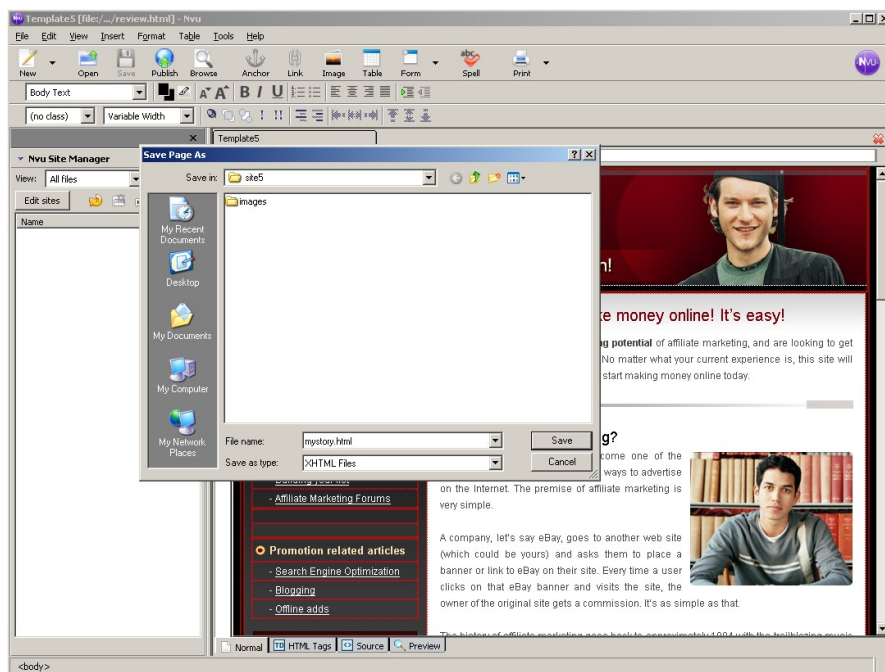 Template5 [file:/.../review.html] - Nvu
File Edit View Insert Format Table Tools Help
New Open Save Publish Browse Anchor Link Image Table Form Spell Print
Nvu
Body Text
(no class) Variable Width
Template5
Nvu Site Manager
View: All files
Edit sites
Name
Save Page As
Save in: site5
images
My Recent
Documents
Desktop
My Documents
My Computer
My Network
Places
File name: mystory.html Save
Save as type: XHTML Files Cancel
money online! It's easy!
potential of affiliate marketing, and are looking to get
No matter what your current experience is, this site will
start making money online today.
one of the
ways to advertise
on the Internet. The premise of affiliate marketing is
very simple.
A company, let's say eBay, goes to another web site
(which could be yours) and asks them to place a
banner or link to eBay on their site. Every time a user
clicks on that eBay banner and visits the site, the
owner of the original site gets a commission. It's as simple as that.
- Affiliate Marketing Forums
Promotion related articles
- Search Engine Optimization
- Blogging
- Offline adds
Normal HTML Tags Source Preview
<body>